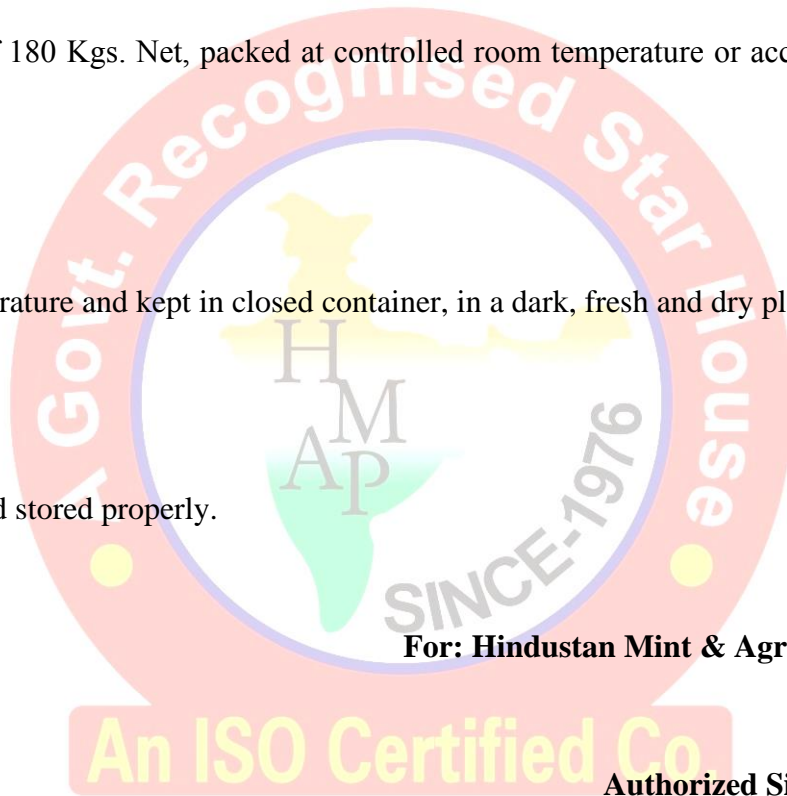 180 Kgs. Net, packed at controlled room temperature or acc
A Govt. Recognised Star House
rature and kept in closed container, in a dark, fresh and dry pl
H
M
AP
SINCE-1976
d stored properly.
For: Hindustan Mint & Agr
An ISO Certified Co.
Authorized Si